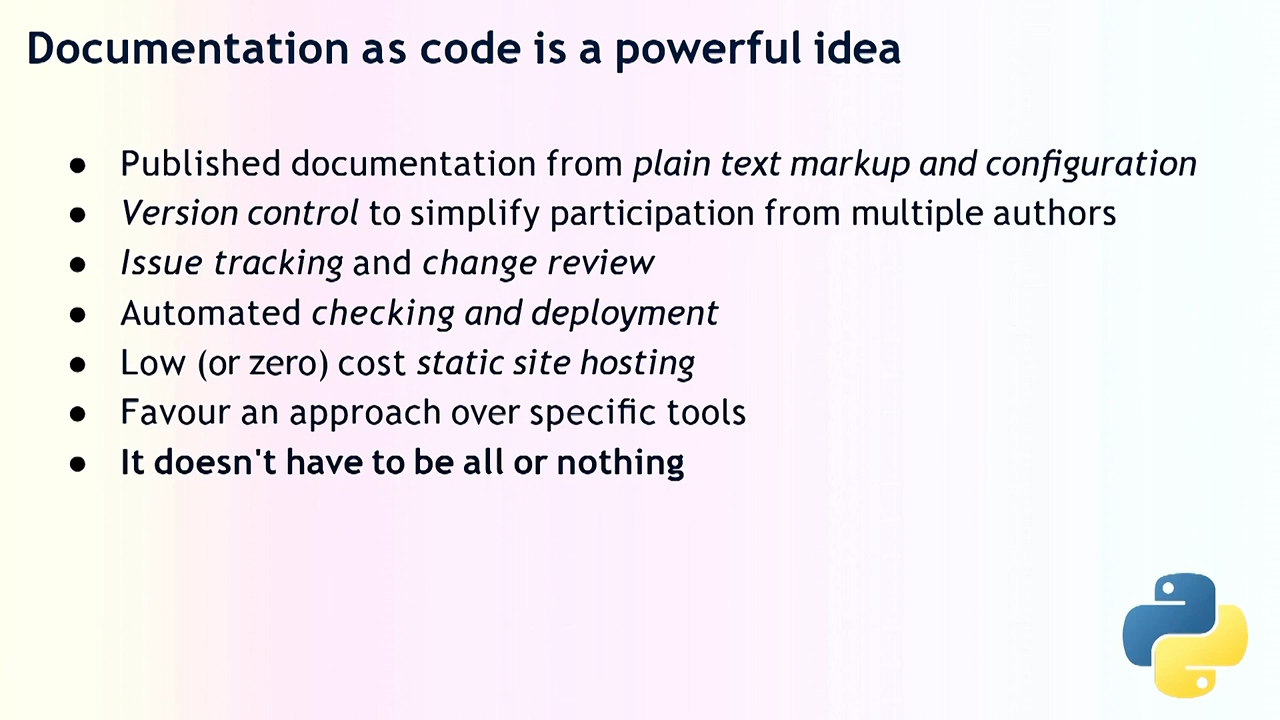 Documentation as code is a powerful idea
● Published documentation from plain text markup and configuration
● Version control to simplify participation from multiple authors
● Issue tracking and change review
● Automated checking and deployment
● Low (or zero) cost static site hosting
● Favour an approach over specific tools
● It doesn't have to be all or nothing